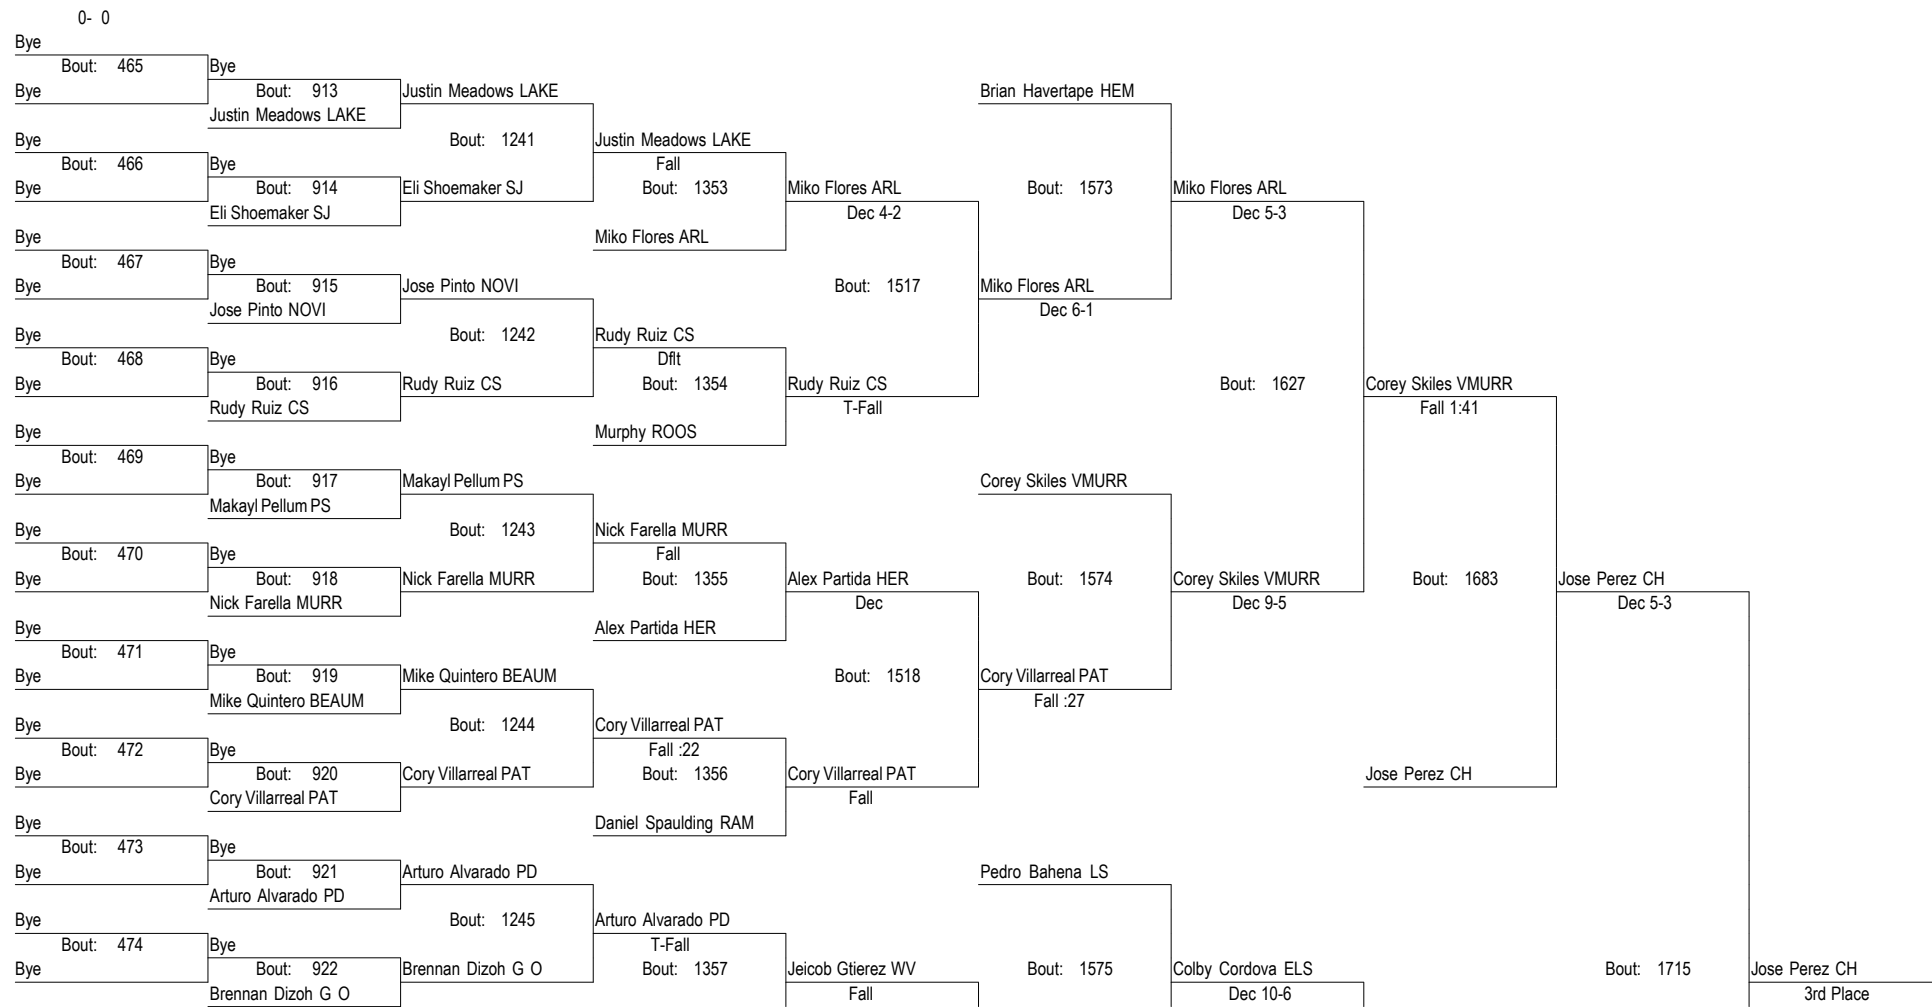 0- 0
Bye
Bout: 465 Bye
Bye Bout: 913 Justin Meadows LAKE Brian Havertape HEM
Justin Meadows LAKE
Bye Bout: 1241 Justin Meadows LAKE
Bout: 466 Bye Fall
Bye Bout: 914 Eli Shoemaker SJ Bout: 1353 Miko Flores ARL Bout: 1573 Miko Flores ARL
Eli Shoemaker SJ Dec 4-2 Dec 5-3
Bye Miko Flores ARL
Bout: 467 Bye
Bye Bout: 915 Jose Pinto NOVI Bout: 1517 Miko Flores ARL
Jose Pinto NOVI Dec 6-1
Bye Bout: 1242 Rudy Ruiz CS
Bout: 468 Bye Dflt
Bye Bout: 916 Rudy Ruiz CS Bout: 1354 Rudy Ruiz CS Bout: 1627 Corey Skiles VMURR
Rudy Ruiz CS T-Fall Fall 1:41
Bye Murphy ROOS
Bout: 469 Bye
Bye Bout: 917 Makayl Pellum PS Corey Skiles VMURR
Makayl Pellum PS
Bye Bout: 1243 Nick Farella MURR
Bout: 470 Bye Fall
Bye Bout: 918 Nick Farella MURR Bout: 1355 Alex Partida HER Bout: 1574 Corey Skiles VMURR Bout: 1683 Jose Perez CH
Nick Farella MURR Dec Dec 9-5 Dec 5-3
Bye Alex Partida HER
Bout: 471 Bye
Bye Bout: 919 Mike Quintero BEAUM Bout: 1518 Cory Villarreal PAT
Mike Quintero BEAUM Fall :27
Bye Bout: 1244 Cory Villarreal PAT
Bout: 472 Bye Fall :22
Bye Bout: 920 Cory Villarreal PAT Bout: 1356 Cory Villarreal PAT Jose Perez CH
Cory Villarreal PAT Fall
Bye Daniel Spaulding RAM
Bout: 473 Bye
Bye Bout: 921 Arturo Alvarado PD Pedro Bahena LS
Arturo Alvarado PD
Bye Bout: 1245 Arturo Alvarado PD
Bout: 474 Bye T-Fall
Bye Bout: 922 Brennan Dizoh G O Bout: 1357 Jeicob Gtierez WV Bout: 1575 Colby Cordova ELS Bout: 1715 Jose Perez CH
Brennan Dizoh G O Fall Dec 10-6 3rd Place